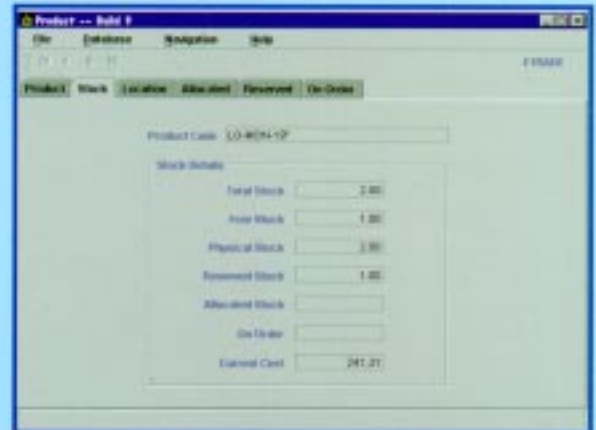 Product -- Build 9
File Database Navigation Help
Product Stock Location Allocated Reserved On-Order
Product Code
Stock Details
Total Stock 2.00
Free Stock 1.00
Physical Stock 2.00
Reserved Stock 1.00
Allocated Stock
On Order
Current Cost 241.21